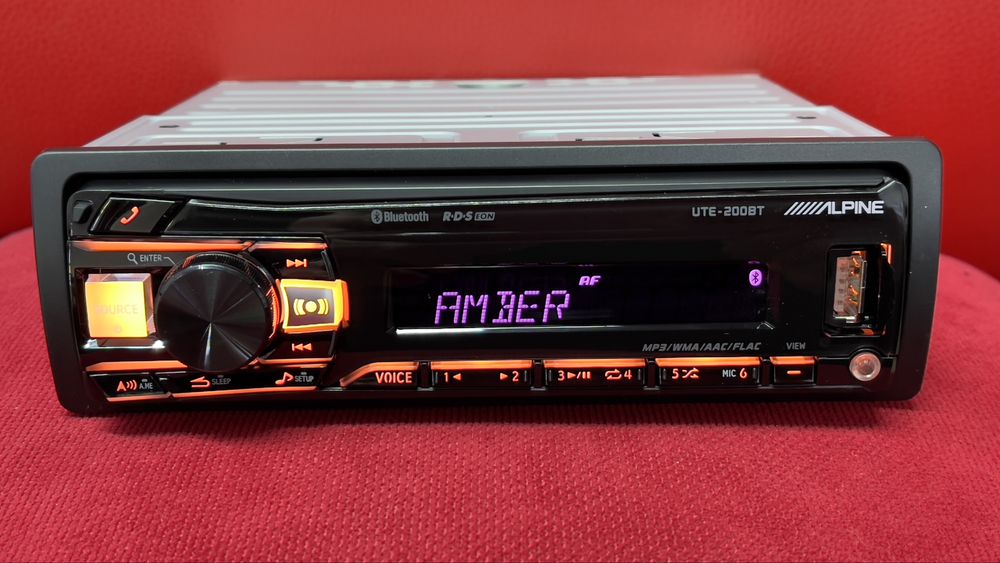 Bluetooth R·D·S EON UTE-200BT ALPINE
ENTER
SOURCE
AF
AMBER
MP3/WMA/AAC/FLAC VIEW
A.ME SLEEP SETUP VOICE 1 2 3 4 5 MIC 6